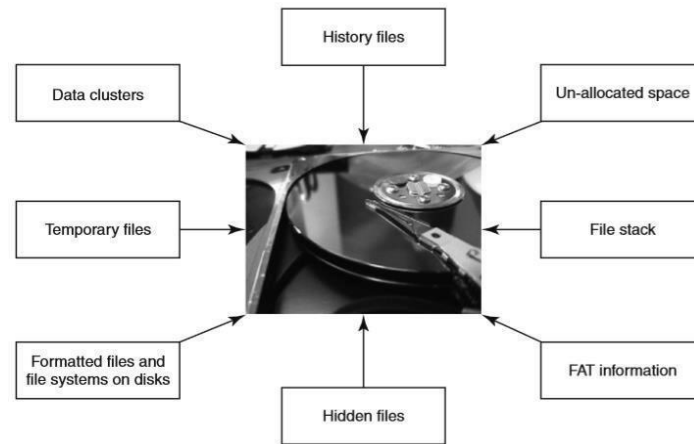 History files
Data clusters
Un-allocated space
Temporary files
File stack
Formatted files and
file systems on disks
FAT information
Hidden files